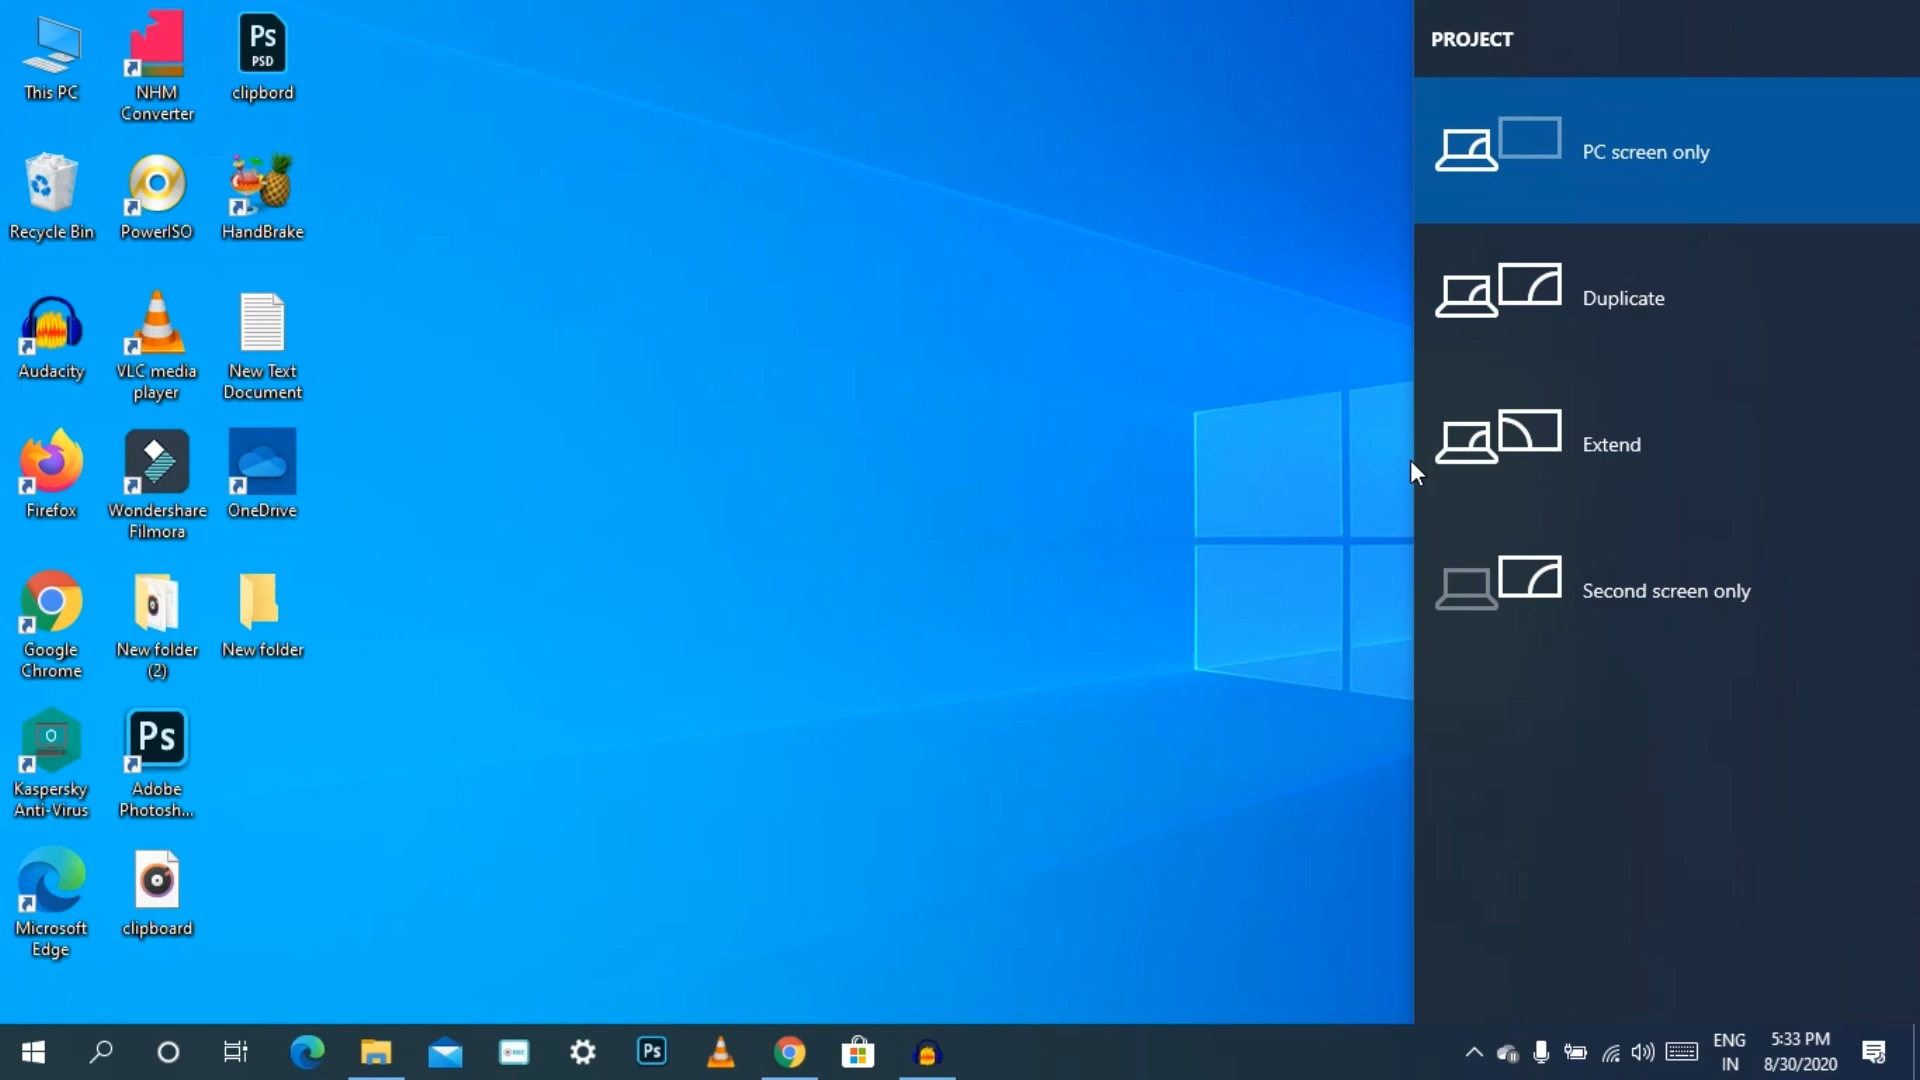 This PC
NHM
Converter
Ps
PSD
clipbord
Recycle Bin
PowerISO
HandBrake
Audacity
VLC media
player
New Text
Document
Firefox
Wondershare
Filmora
OneDrive
Google
Chrome
New folder
(2)
New folder
Kaspersky
Anti-Virus
Ps
Adobe
Photosh...
Microsoft
Edge
clipboard
PROJECT
PC screen only
Duplicate
Extend
Second screen only
REC
Ps
ENG
IN
5:33 PM
8/30/2020